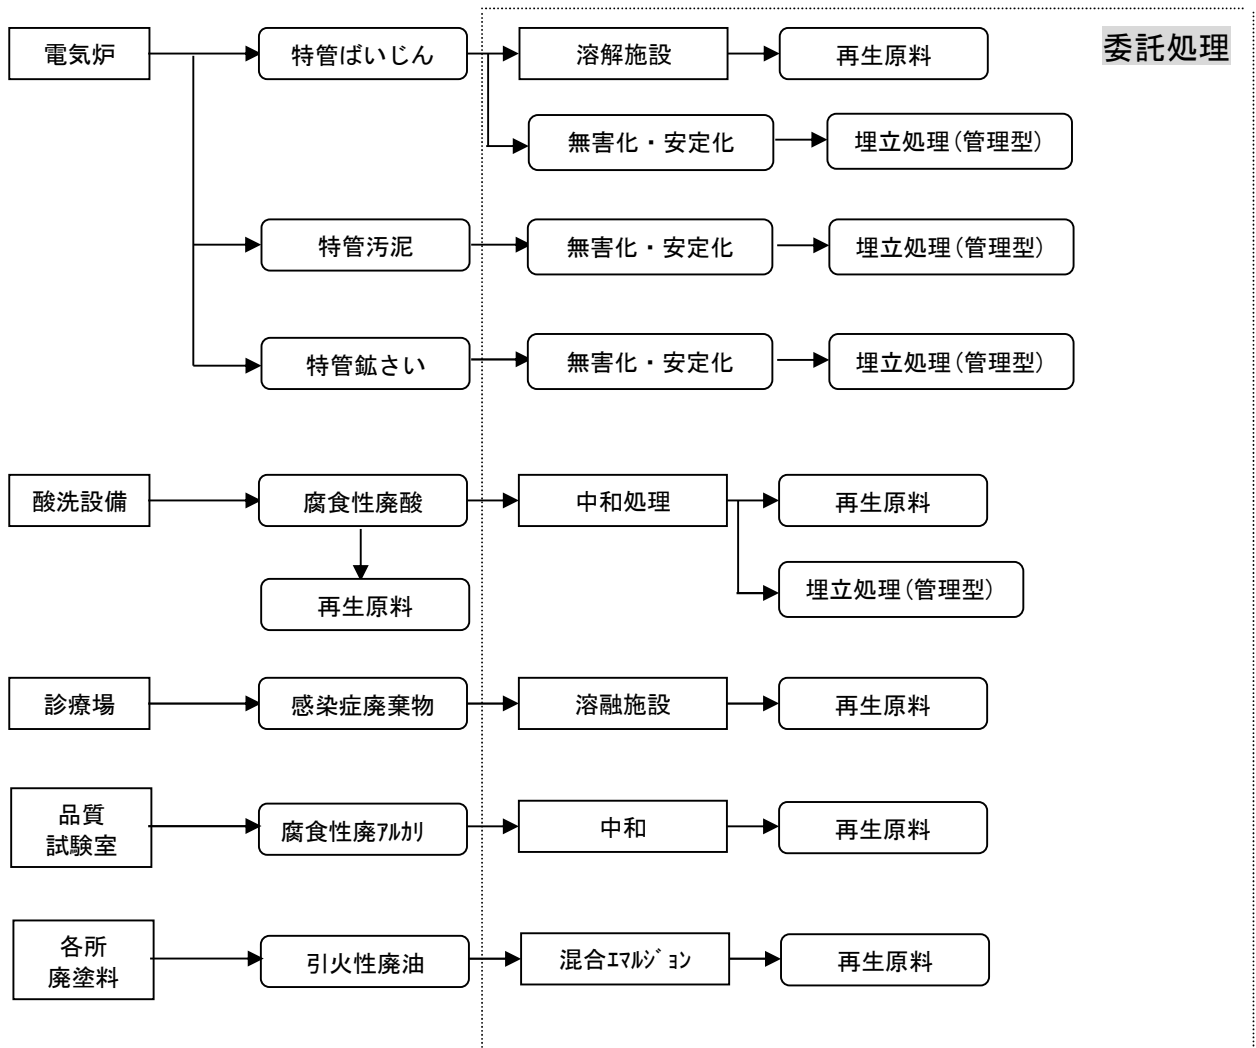 委託処理
電気炉
特管ばいじん
溶解施設
再生原料
無害化・安定化
埋立処理(管理型)
特管汚泥
無害化・安定化
埋立処理(管理型)
特管鉱さい
無害化・安定化
埋立処理(管理型)
酸洗設備
腐食性廃酸
中和処理
再生原料
埋立処理(管理型)
再生原料
診療場
感染症廃棄物
溶融施設
再生原料
品質
試験室
腐食性廃ｱﾙｶﾘ
中和
再生原料
各所
廃塗料
引火性廃油
混合ｴﾏﾙｼﾞｮﾝ
再生原料